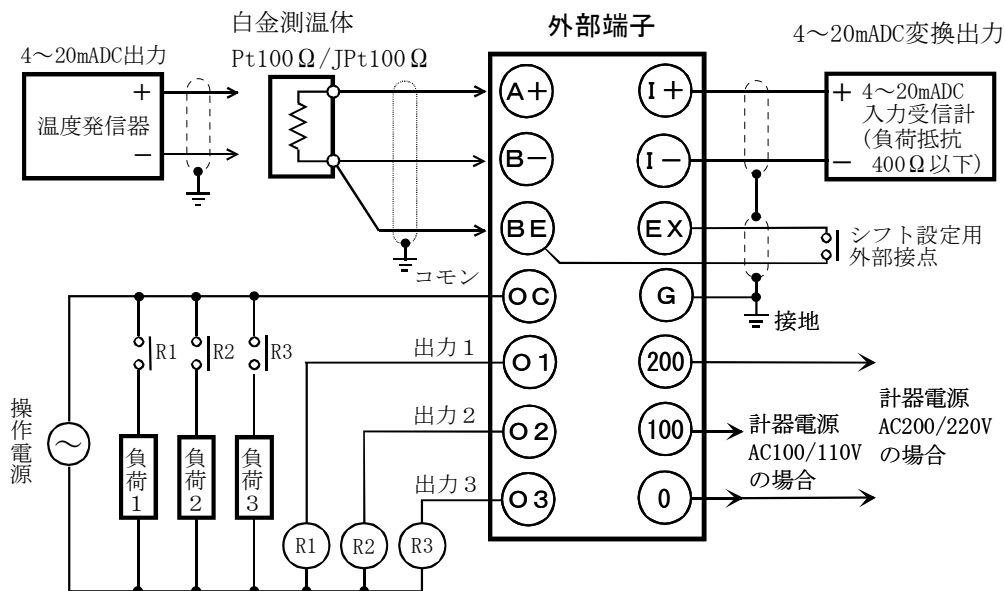 白金測温体
外部端子
4～20mADC出力
Pt100Ω/JPt100Ω
4～20mADC変換出力
+
温度発信器
−
A+
I+
+ 4～20mADC
入力受信計
(負荷抵抗
− 400Ω以下)
B−
I−
BE
EX
シフト設定用
外部接点
コモン
OC
G
接地
R1
R2
R3
出力1
O1
200
操作電源
～
負荷1
負荷2
負荷3
出力2
O2
100
計器電源
AC100/110V
の場合
計器電源
AC200/220V
の場合
出力3
O3
0
R1
R2
R3